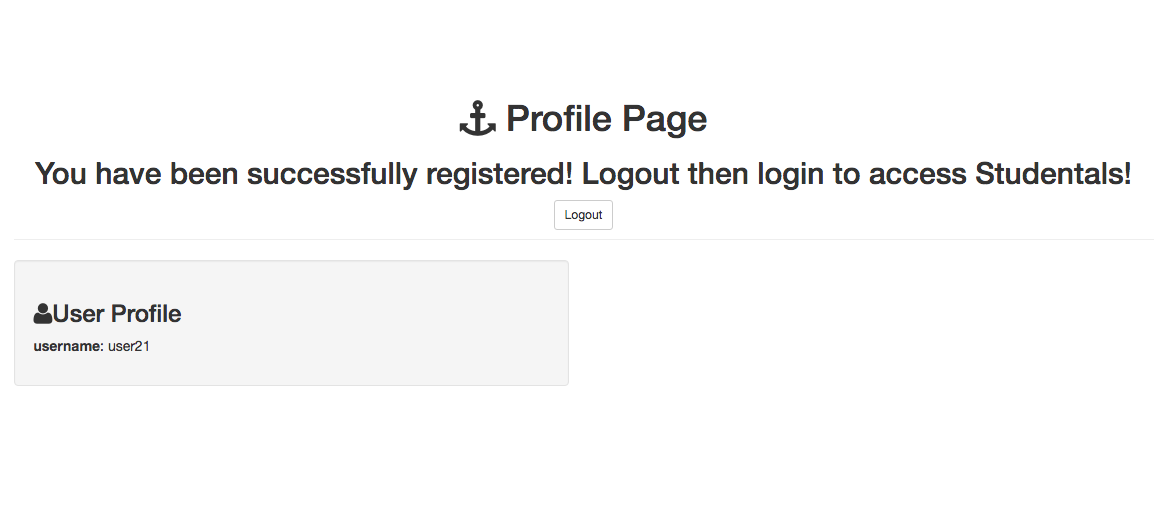 Profile Page
You have been successfully registered! Logout then login to access Studentals!
Logout
User Profile
username: user21